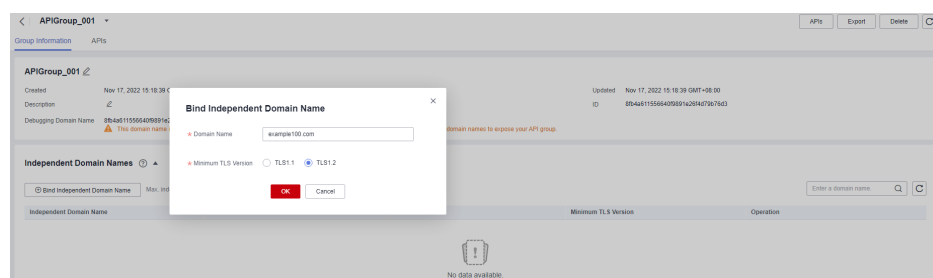 APIGroup_001
APIs Export Delete
Group Information APIs
APIGroup_001
Created Nov 17, 2022 15:18:39 G
Updated Nov 17, 2022 15:18:39 GMT+08:00
Description
ID 8fb4a611556640f9891e26f4d79b76d3
Debugging Domain Name 8fb4a611556640f9891e2
This domain name
domain names to expose your API group.
Bind Independent Domain Name
* Domain Name example100.com
* Minimum TLS Version TLS1.1 TLS1.2
OK Cancel
Independent Domain Names
Bind Independent Domain Name Max. ind
Enter a domain name.
Independent Domain Name Minimum TLS Version Operation
No data available.